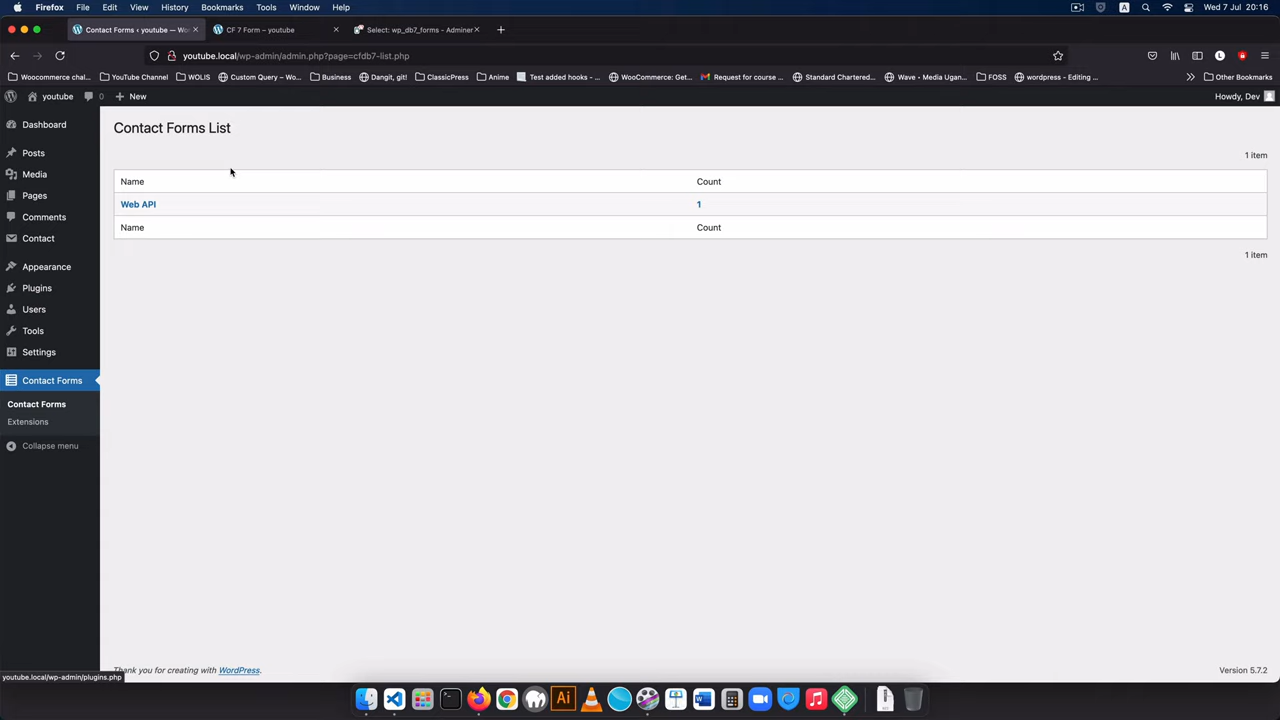 Firefox File Edit View History Bookmarks Tools Window Help A Wed 7 Jul 20:16
Contact Forms ‹ youtube — Wo CF 7 Form – youtube Select: wp_db7_forms - Adminer
youtube.local/wp-admin/admin.php?page=cfdb7-list.php L
Woocommerce chal... YouTube Channel WOLIS Custom Query – Wo... Business Dangit, git! ClassicPress Anime Test added hooks - ... WooCommerce: Get... Request for course ... Standard Chartered... Wave • Media Ugan... FOSS wordpress - Editing ... Other Bookmarks
youtube 0 New Howdy, Dev
Dashboard
Posts
Media
Pages
Comments
Contact
Appearance
Plugins
Users
Tools
Settings
Contact Forms
Contact Forms
Extensions
Collapse menu
Contact Forms List
1 item
Name Count
Web API 1
Name Count
1 item
Thank you for creating with WordPress. Version 5.7.2
youtube.local/wp-admin/plugins.php
Ai
W